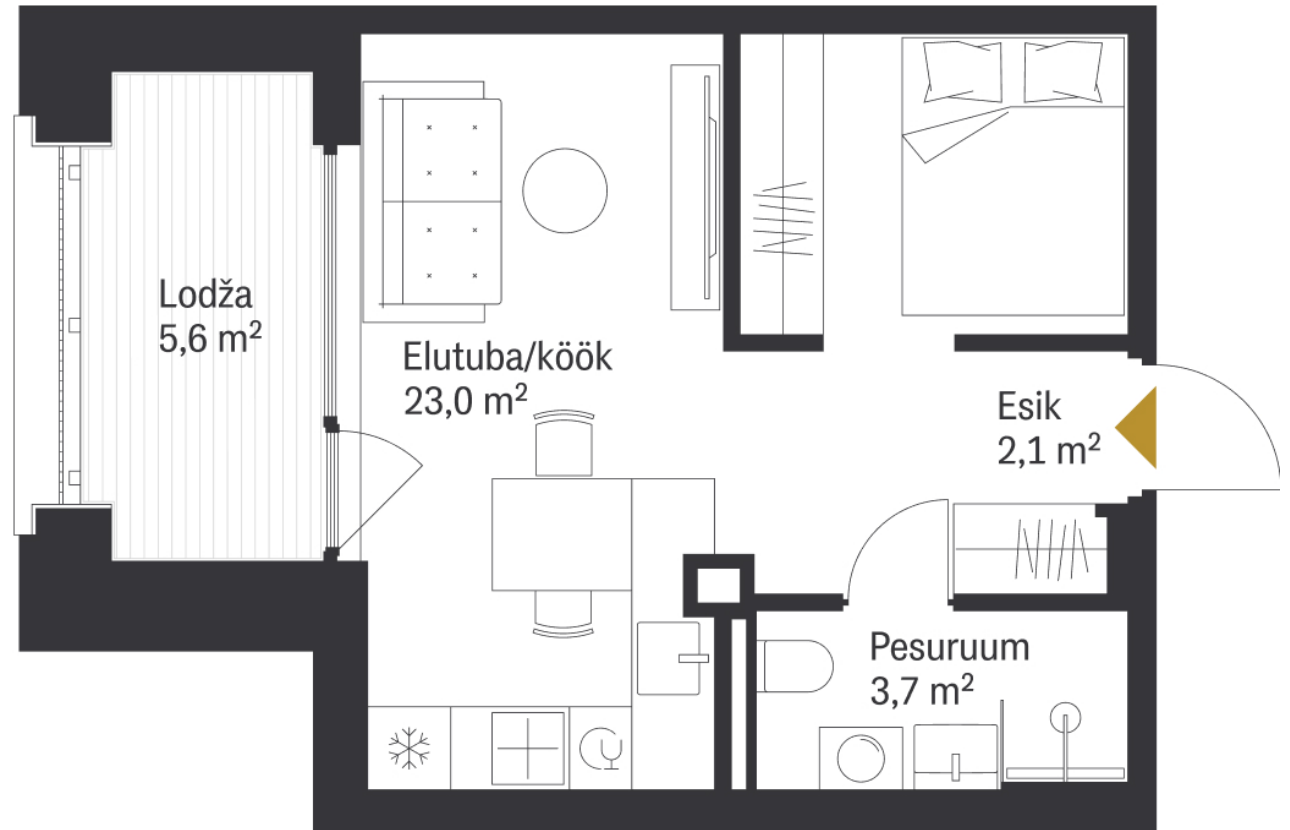 Lodža
5,6 m²
Elutuba/köök
23,0 m²
Esik
2,1 m²
Pesuruum
3,7 m²